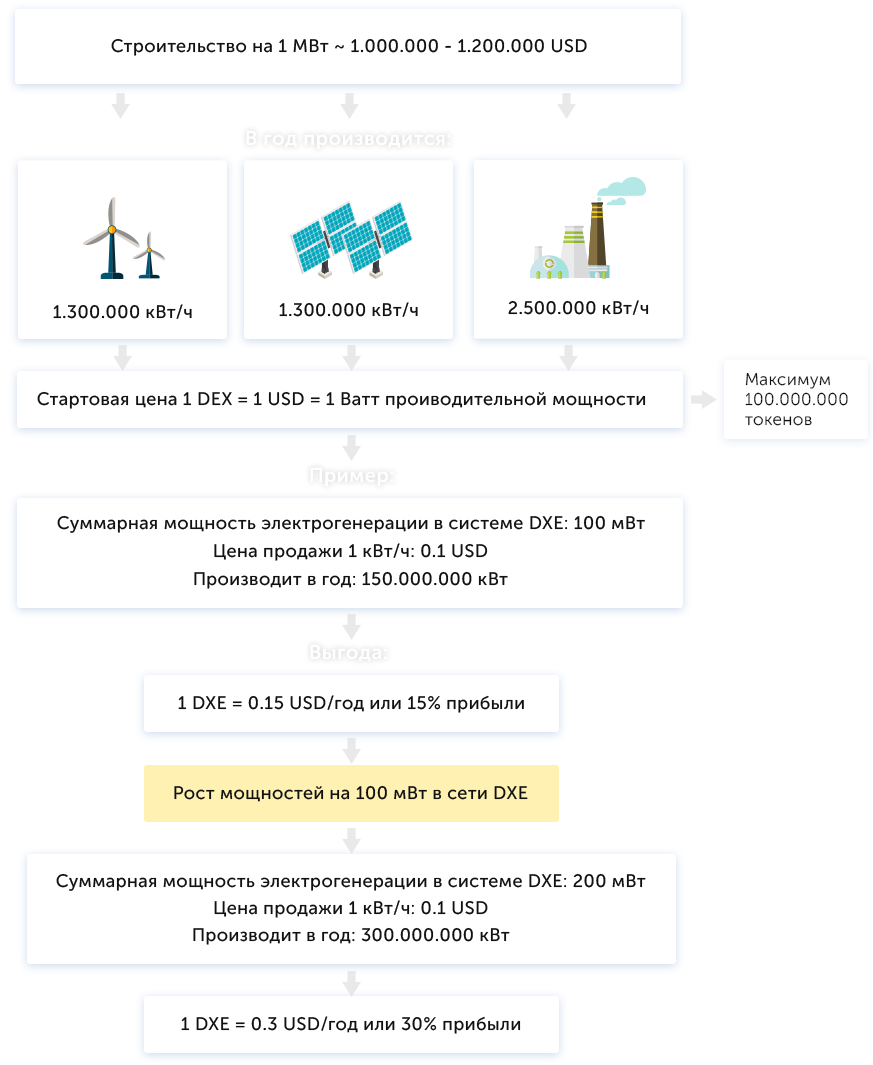 Строительство на 1 МВт ~ 1.000.000 - 1.200.000 USD
В год производится:
1.300.000 кВт/ч
1.300.000 кВт/ч
2.500.000 кВт/ч
Стартовая цена 1 DEX = 1 USD = 1 Ватт проиводительной мощности
Максимум
100.000.000
токенов
Пример:
Суммарная мощность электрогенерации в системе DXE: 100 мВт
Цена продажи 1 кВт/ч: 0.1 USD
Производит в год: 150.000.000 кВт
Выгода:
1 DXE = 0.15 USD/год или 15% прибыли
Рост мощностей на 100 мВт в сети DXE
Суммарная мощность электрогенерации в системе DXE: 200 мВт
Цена продажи 1 кВт/ч: 0.1 USD
Производит в год: 300.000.000 кВт
1 DXE = 0.3 USD/год или 30% прибыли